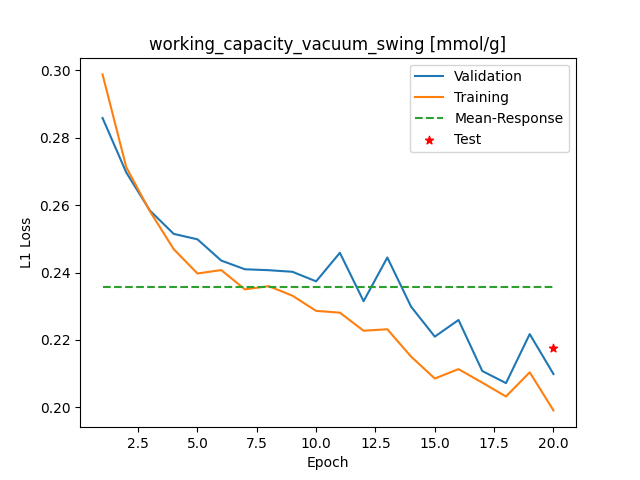 working_capacity_vacuum_swing [mmol/g]
0.30
0.28
0.26
0.24
0.22
0.20
L1 Loss
Validation
Training
Mean-Response
Test
2.5 5.0 7.5 10.0 12.5 15.0 17.5 20.0
Epoch